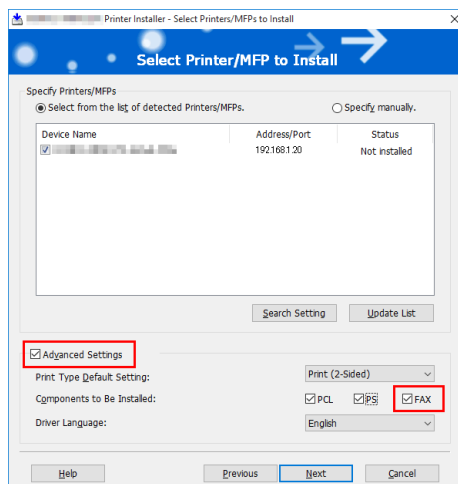 Printer Installer - Select Printers/MFPs to Install
Select Printer/MFP to Install
Specify Printers/MFPs
Select from the list of detected Printers/MFPs. Specify manually.
Device Name Address/Port Status
192.168.1.20 Not installed
Search Setting Update List
Advanced Settings
Print Type Default Setting: Print (2-Sided)
Components to Be Installed: PCL PS FAX
Driver Language: English
Help Previous Next Cancel